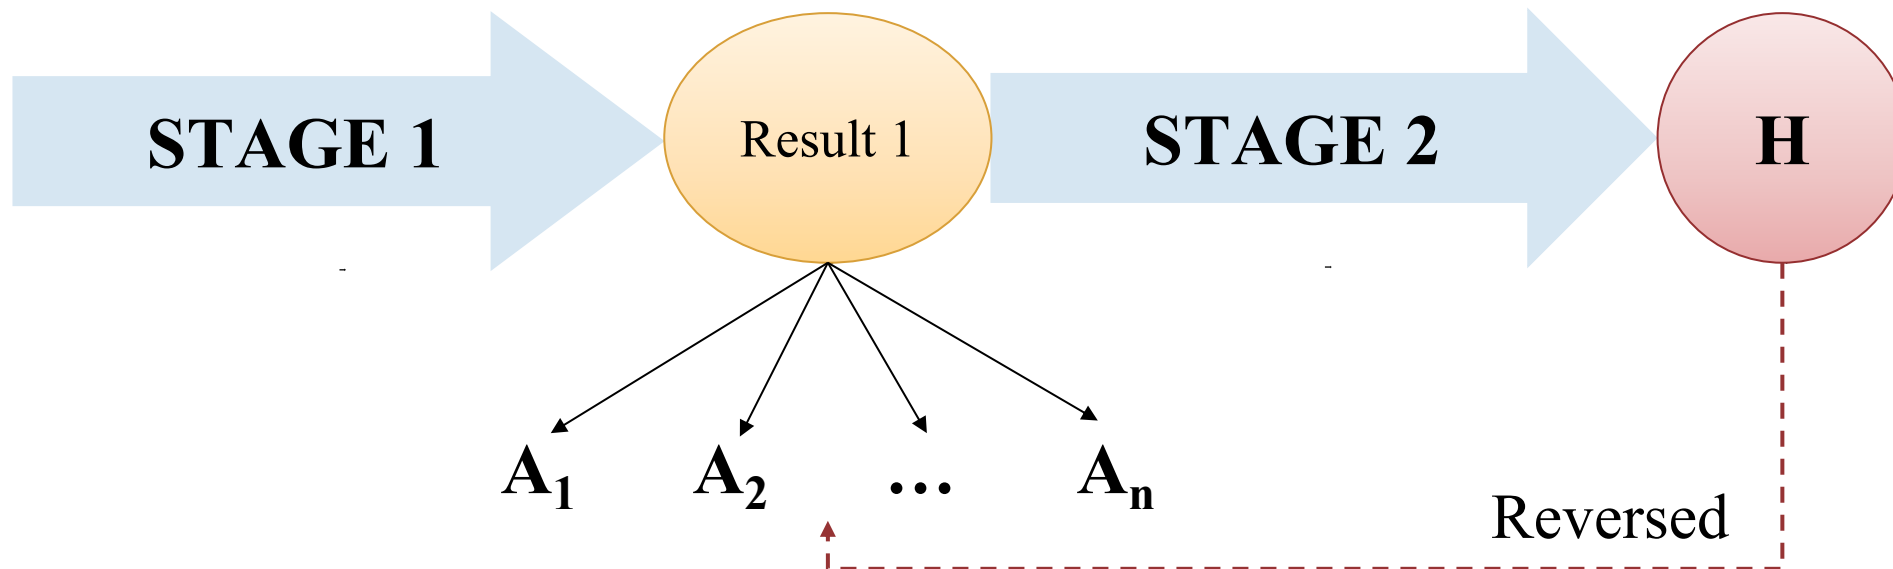 STAGE 1
Result 1
STAGE 2
H
A₁
A₂
...
Aₙ
Reversed